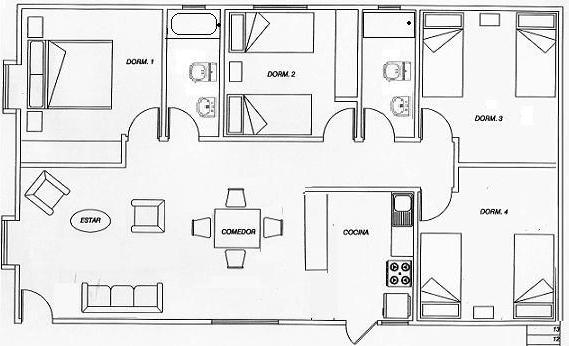 DORM. 1
DORM. 2
DORM. 3
DORM. 4
ESTAR
COMEDOR
COCINA
13
12